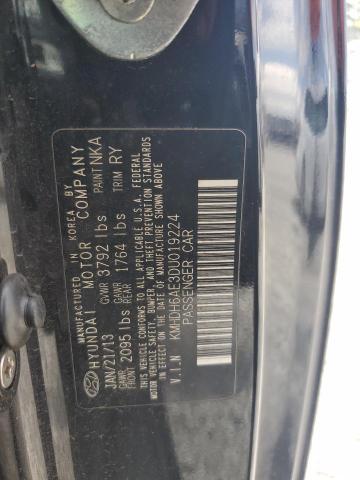 MANUFACTURED IN KOREA BY
HYUNDAI MOTOR COMPANY
JAN/21/13 GVWR 3792 lbs PAINT NKA
GAWR FRONT 2095 lbs GAWR REAR 1764 lbs TRIM RY
THIS VEHICLE CONFORMS TO ALL APPLICABLE U.S.A. FEDERAL
MOTOR VEHICLE SAFETY, BUMPER, AND THEFT PREVENTION STANDARDS
IN EFFECT ON THE DATE OF MANUFACTURE SHOWN ABOVE
V.I.N KMHDH6AE3DU019224
PASSENGER CAR